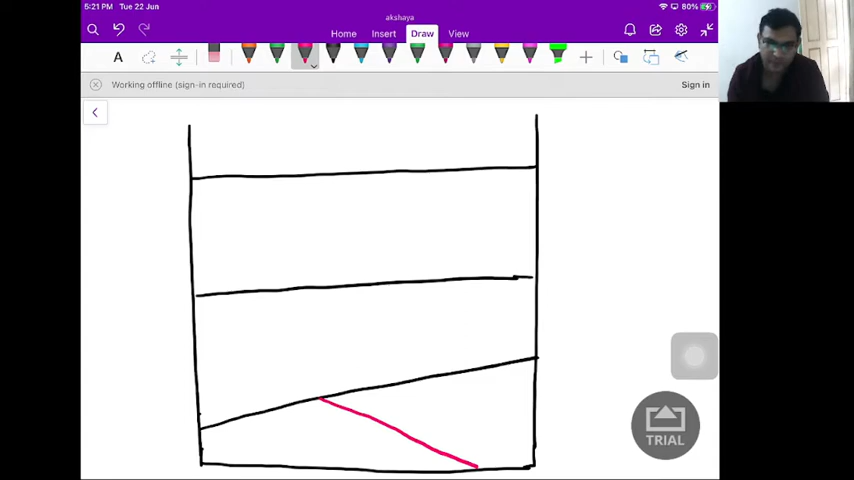 5:21 PM Tue 22 Jun
80%
akshaya
Home Insert Draw View
A
Working offline (sign-in required)
Sign in
TRIAL